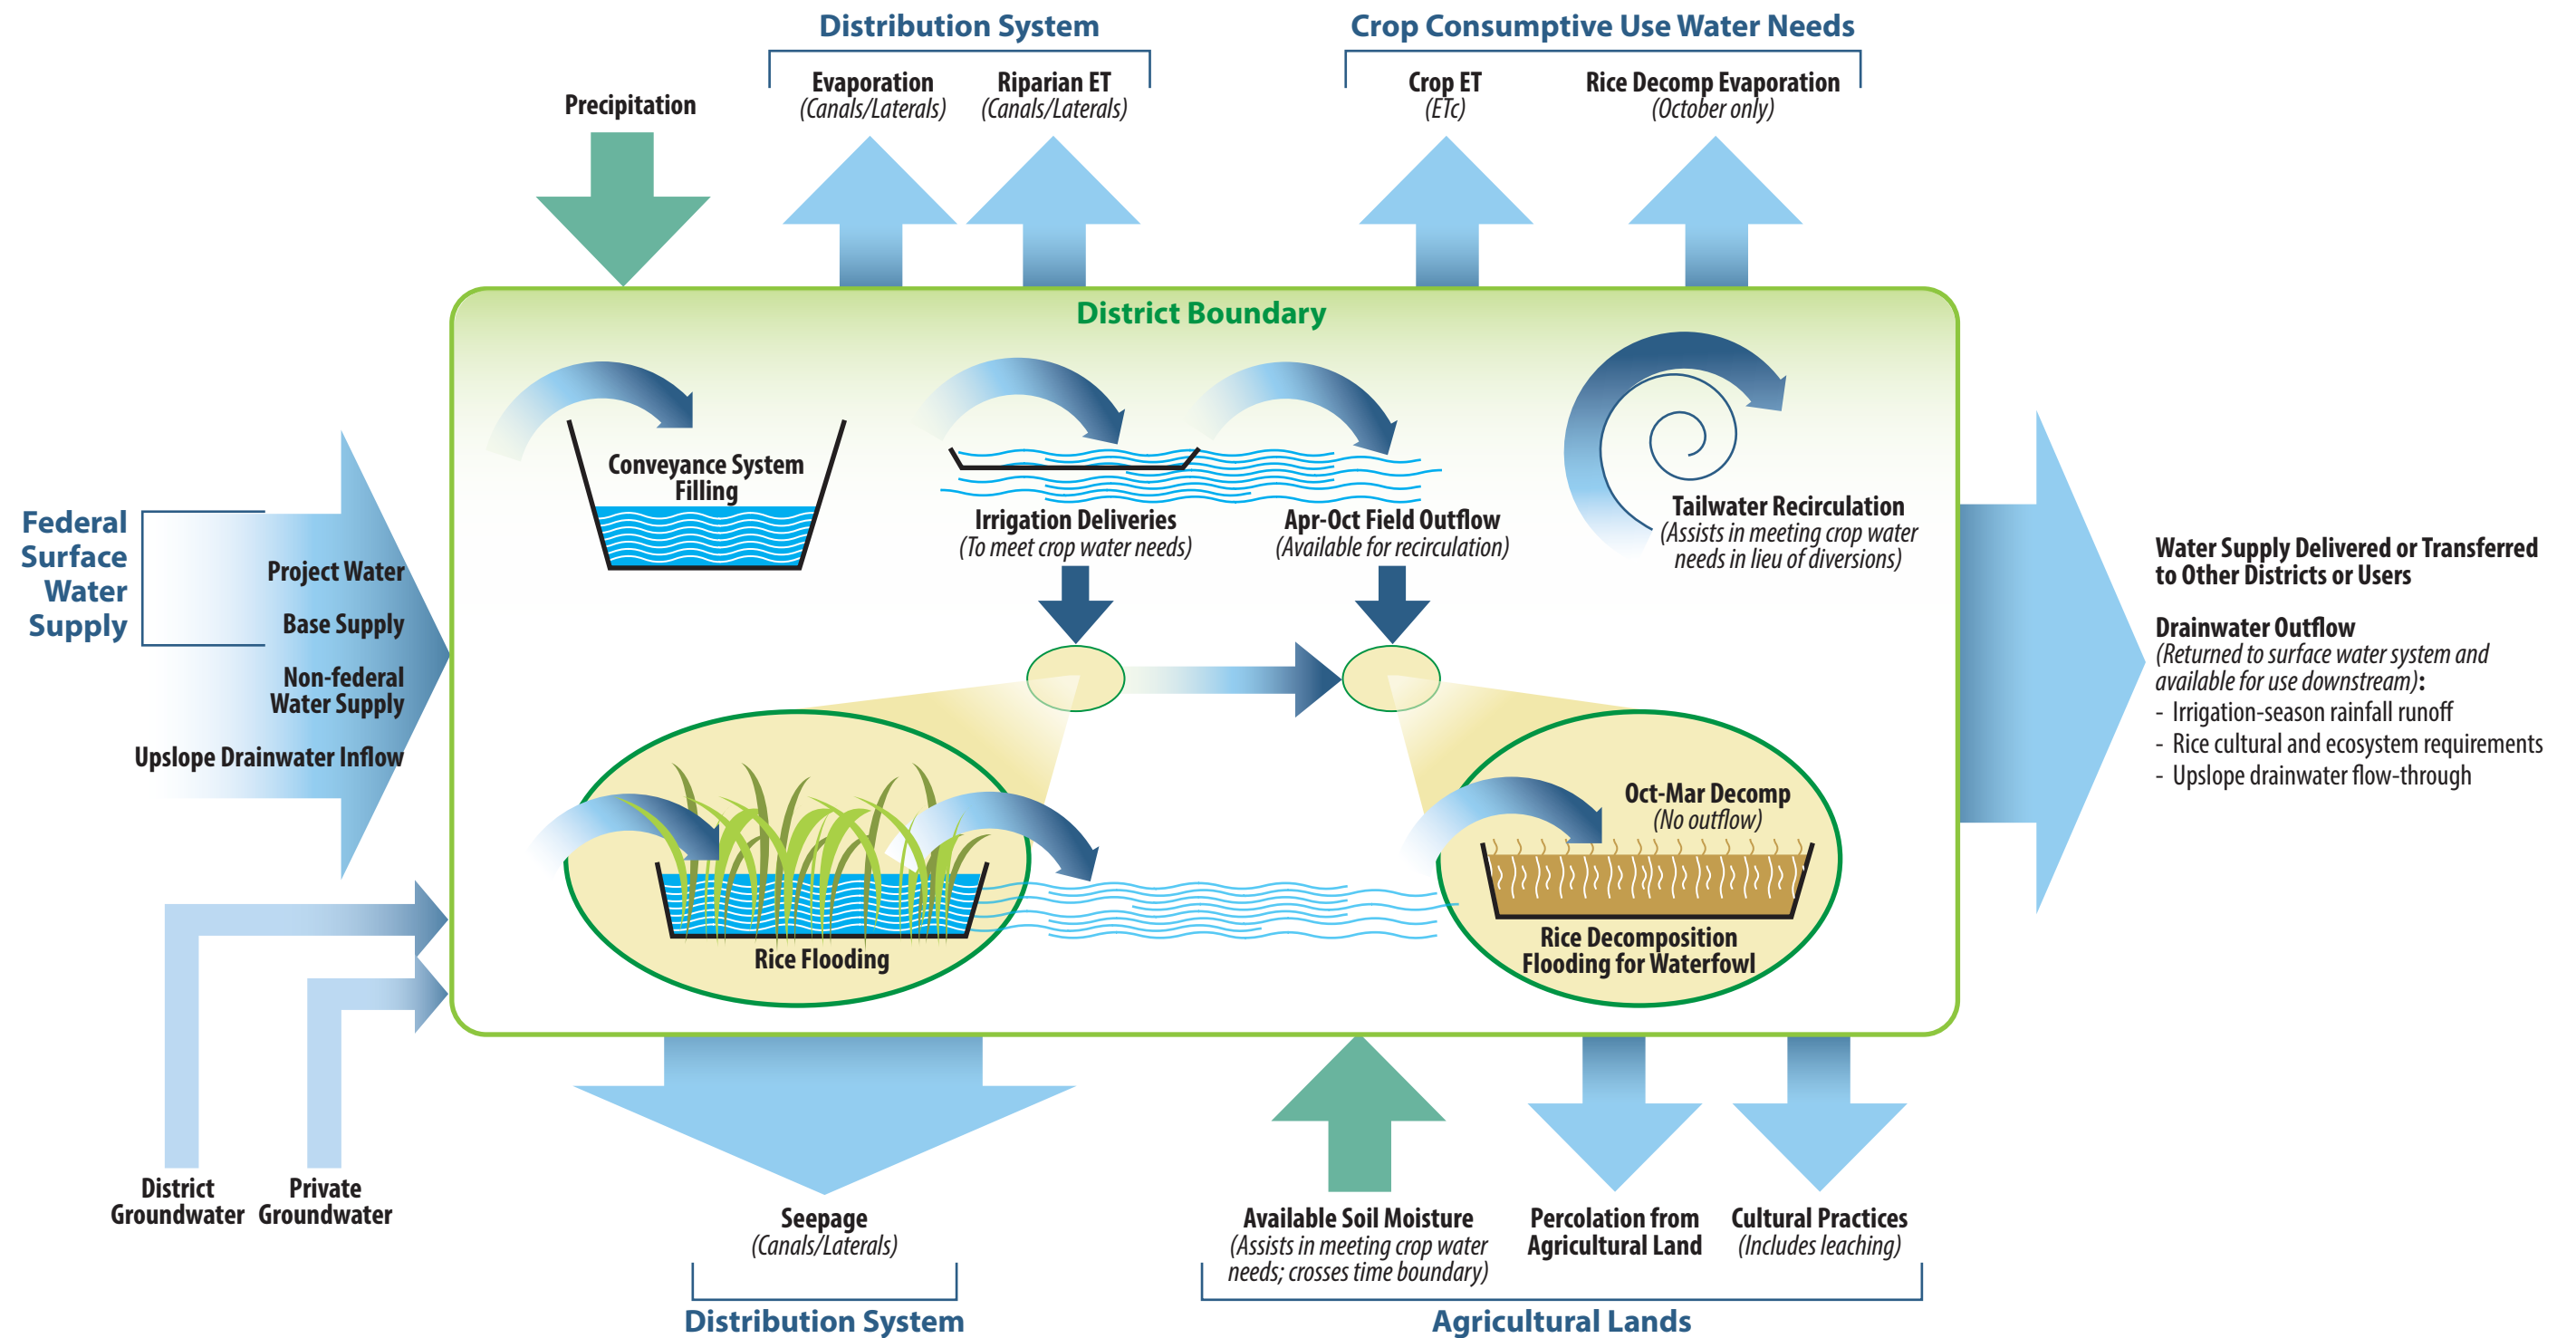 Distribution System
Crop Consumptive Use Water Needs
Precipitation
Evaporation
(Canals/Laterals)
Riparian ET
(Canals/Laterals)
Crop ET
(ETc)
Rice Decomp Evaporation
(October only)
District Boundary
Conveyance System
Filling
Irrigation Deliveries
(To meet crop water needs)
Apr-Oct Field Outflow
(Available for recirculation)
Tailwater Recirculation
(Assists in meeting crop water
needs in lieu of diversions)
Federal
Surface
Water
Supply
Project Water
Base Supply
Non-federal
Water Supply
Upslope Drainwater Inflow
Water Supply Delivered or Transferred
to Other Districts or Users
Drainwater Outflow
(Returned to surface water system and
available for use downstream):
- Irrigation-season rainfall runoff
- Rice cultural and ecosystem requirements
- Upslope drainwater flow-through
Rice Flooding
Oct-Mar Decomp
(No outflow)
Rice Decomposition
Flooding for Waterfowl
District
Groundwater
Private
Groundwater
Seepage
(Canals/Laterals)
Distribution System
Available Soil Moisture
(Assists in meeting crop water
needs; crosses time boundary)
Percolation from
Agricultural Land
Cultural Practices
(Includes leaching)
Agricultural Lands